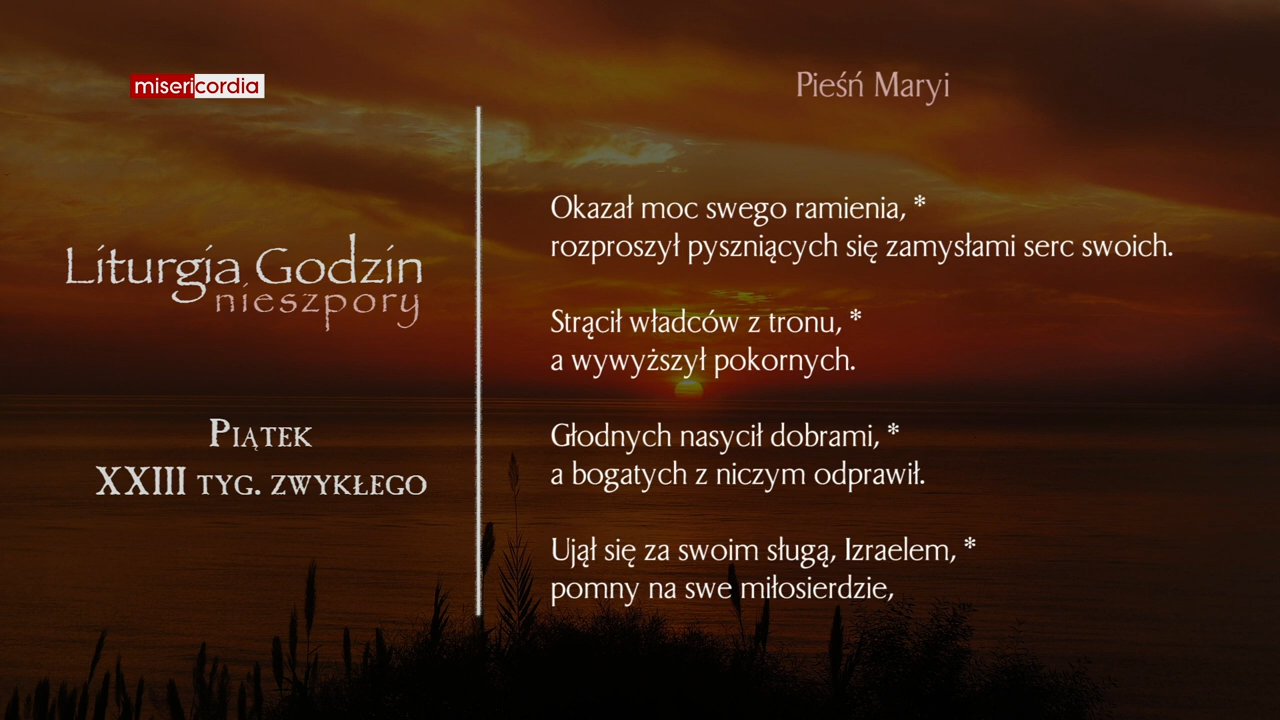 misericordia
Liturgia Godzin
nieszpory
Piątek
XXIII tyg. zwykłego
Pieśń Maryi
Okazał moc swego ramienia, *
rozproszył pyszniących się zamysłami serc swoich.
Strącił władców z tronu, *
a wywyższył pokornych.
Głodnych nasycił dobrami, *
a bogatych z niczym odprawił.
Ujął się za swoim sługą, Izraelem, *
pomny na swe miłosierdzie,